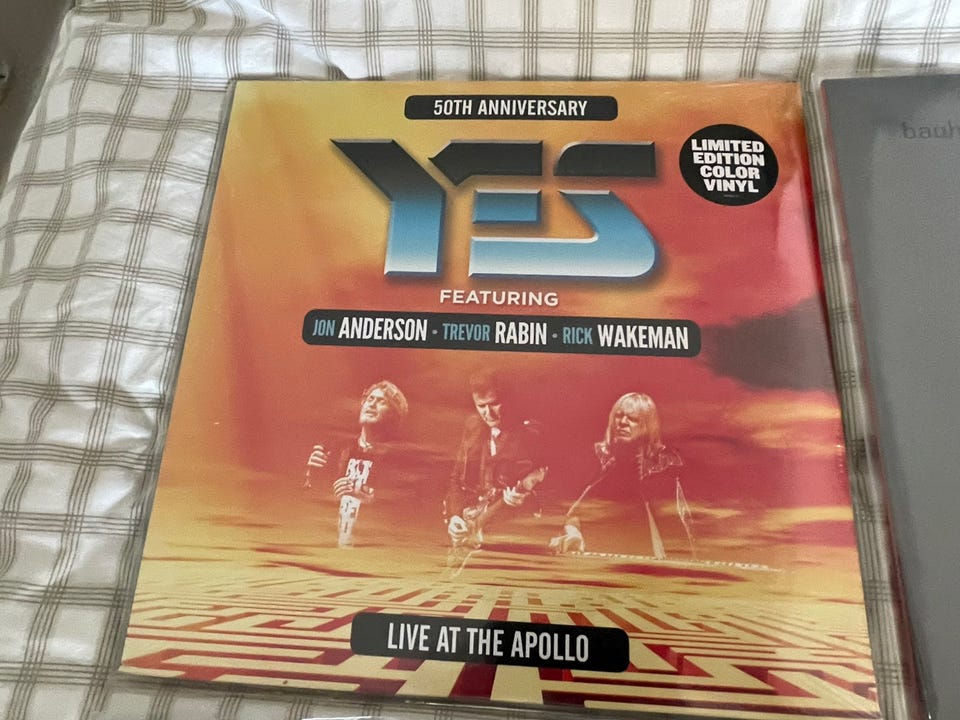 50TH ANNIVERSARY
YES
LIMITED
EDITION
COLOR
VINYL
FEATURING
JON ANDERSON • TREVOR RABIN • RICK WAKEMAN
LIVE AT THE APOLLO
bauh